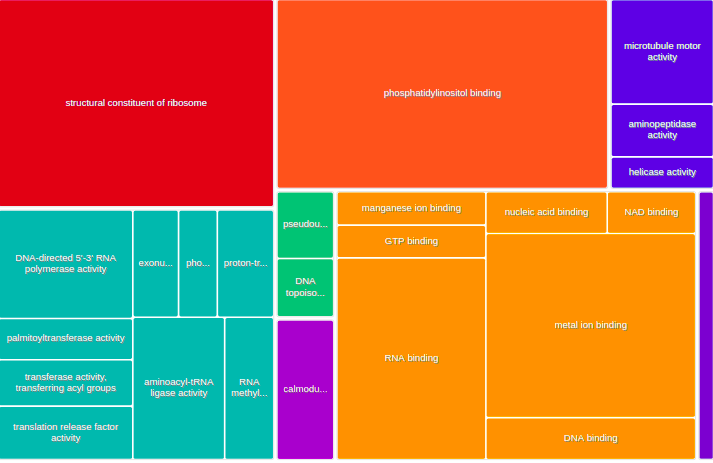 structural constituent of ribosome
phosphatidylinositol binding
microtubule motor
activity
aminopeptidase
activity
helicase activity
DNA-directed 5'-3' RNA
polymerase activity
exonu...
pho...
proton-tr...
palmitoyltransferase activity
transferase activity,
transferring acyl groups
translation release factor
activity
aminoacyl-tRNA
ligase activity
RNA
methyl...
pseudou...
DNA
topoiso...
calmodu...
manganese ion binding
GTP binding
RNA binding
nucleic acid binding
NAD binding
metal ion binding
DNA binding